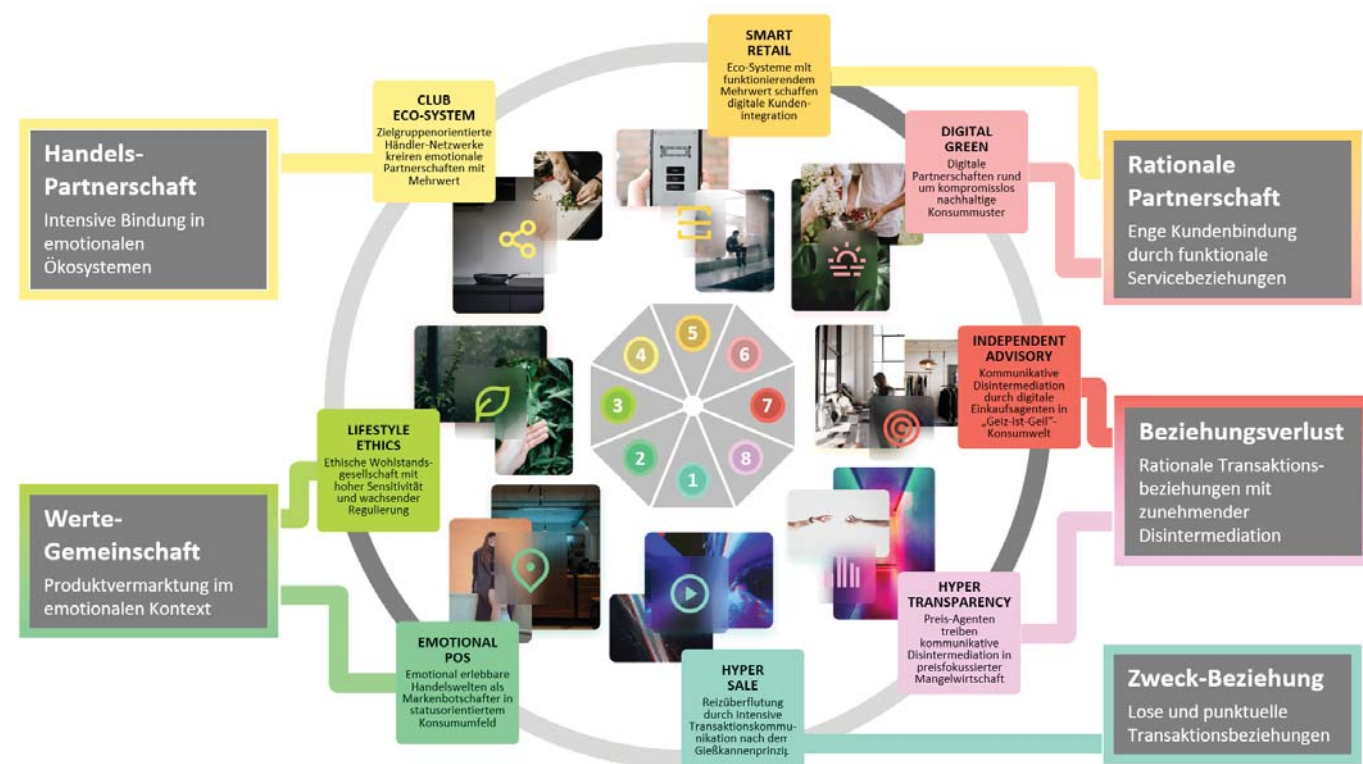 SMART
RETAIL
Eco-Systeme mit
funktionierendem
Mehrwert schaffen
digitale Kunden-
integration
CLUB
ECO-SYSTEM
Zielgruppenorientierte
Händler-Netzwerke
kreiren emotionale
Partnerschaften mit
Mehrwert
DIGITAL
GREEN
Digitale
Partnerschaften rund
um kompromisslos
nachhaltige
Konsummuster
Handels-
Partnerschaft
Intensive Bindung in
emotionalen
Ökosystemen
Rationale
Partnerschaft
Enge Kundenbindung
durch funktionale
Servicebeziehungen
5
4
6
3
7
2
8
1
INDEPENDENT
ADVISORY
Kommunikative
Disintermediation
durch digitale
Einkaufsagenten in
„Geiz-Ist-Geil“-
Konsumwelt
LIFESTYLE
ETHICS
Ethische Wohlstands-
gesellschaft mit
hoher Sensitivität
und wachsender
Regulierung
Beziehungsverlust
Rationale Transaktions-
beziehungen mit
zunehmender
Disintermediation
Werte-
Gemeinschaft
Produktvermarktung im
emotionalen Kontext
HYPER
TRANSPARENCY
Preis-Agenten
treiben
kommunikative
Disintermediation in
preisfokussierter
Mangelwirtschaft
EMOTIONAL
POS
Emotional erlebbare
Handelswelten als
Markenbotschafter in
statusorientiertem
Konsumumfeld
HYPER
SALE
Reizüberflutung
durch intensive
Transaktionskommu-
nikation nach dem
Gießkannenprinzip
Zweck-Beziehung
Lose und punktuelle
Transaktionsbeziehungen